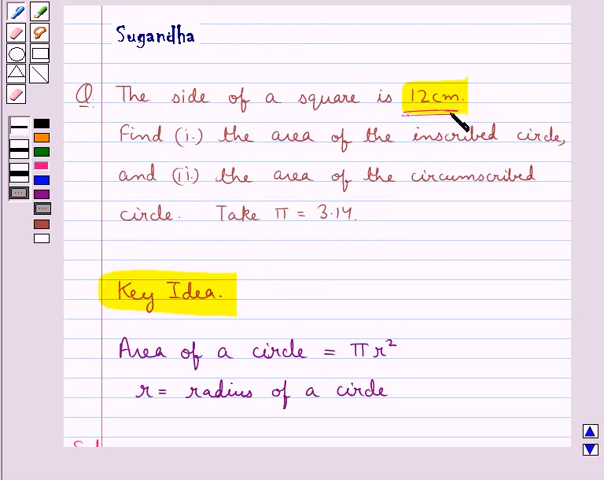 Sugandha
Q. The side of a square is 12cm.
Find (i.) the area of the inscribed circle,
and (ii.) the area of the circumscribed
circle. Take π = 3.14.
Key Idea.
Area of a circle = πr²
r = radius of a circle